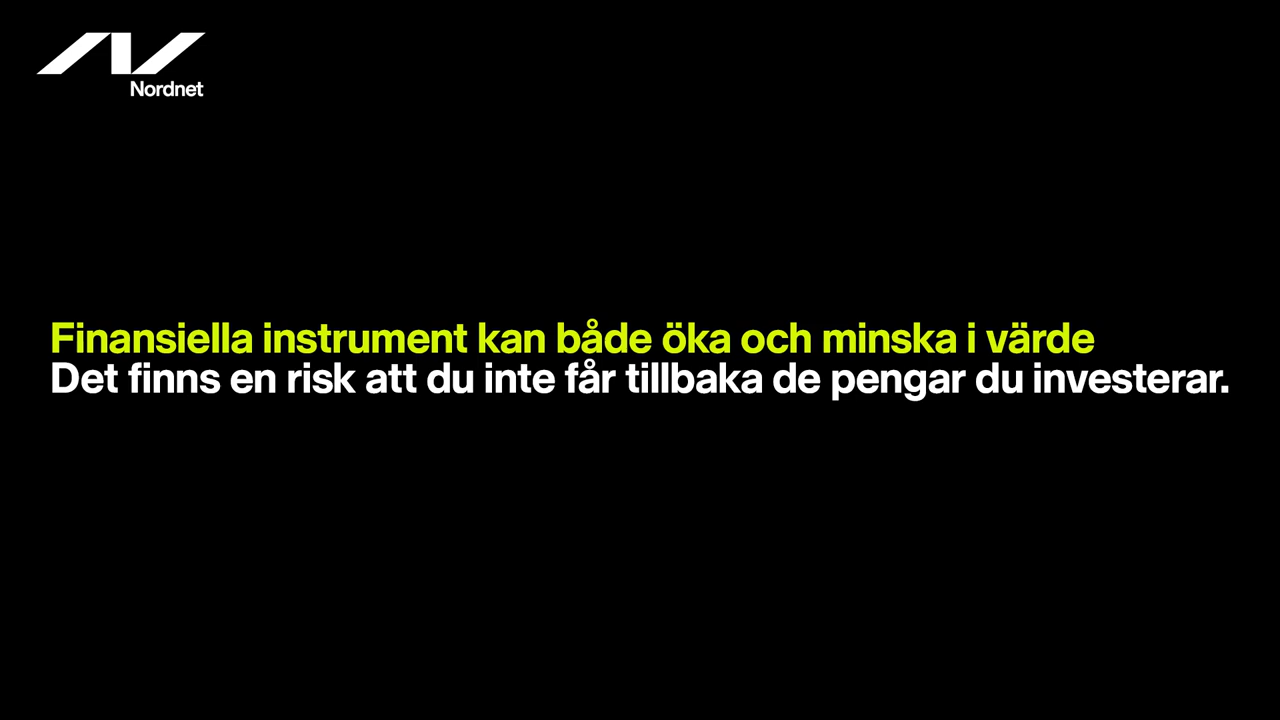 Nordnet
Finansiella instrument kan både öka och minska i värde
Det finns en risk att du inte får tillbaka de pengar du investerar.